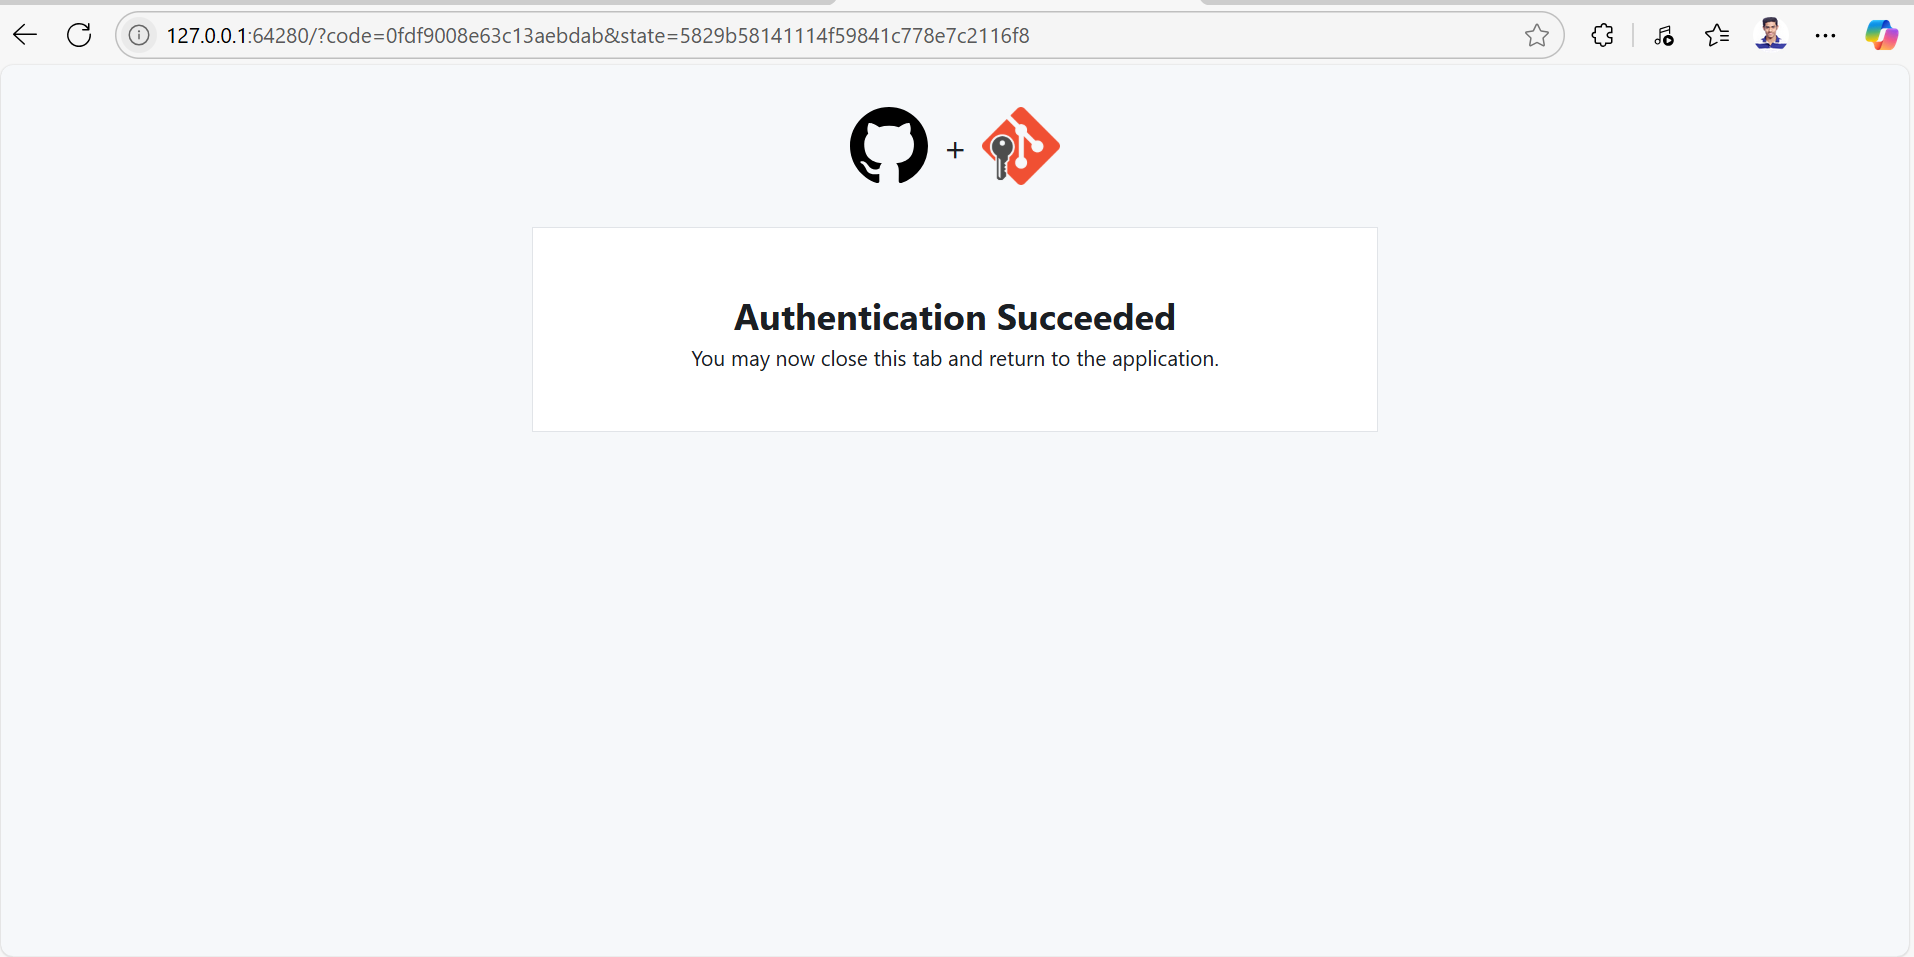 127.0.0.1:64280/?code=0fdf9008e63c13aebdab&state=5829b58141114f59841c778e7c2116f8
+
Authentication Succeeded
You may now close this tab and return to the application.